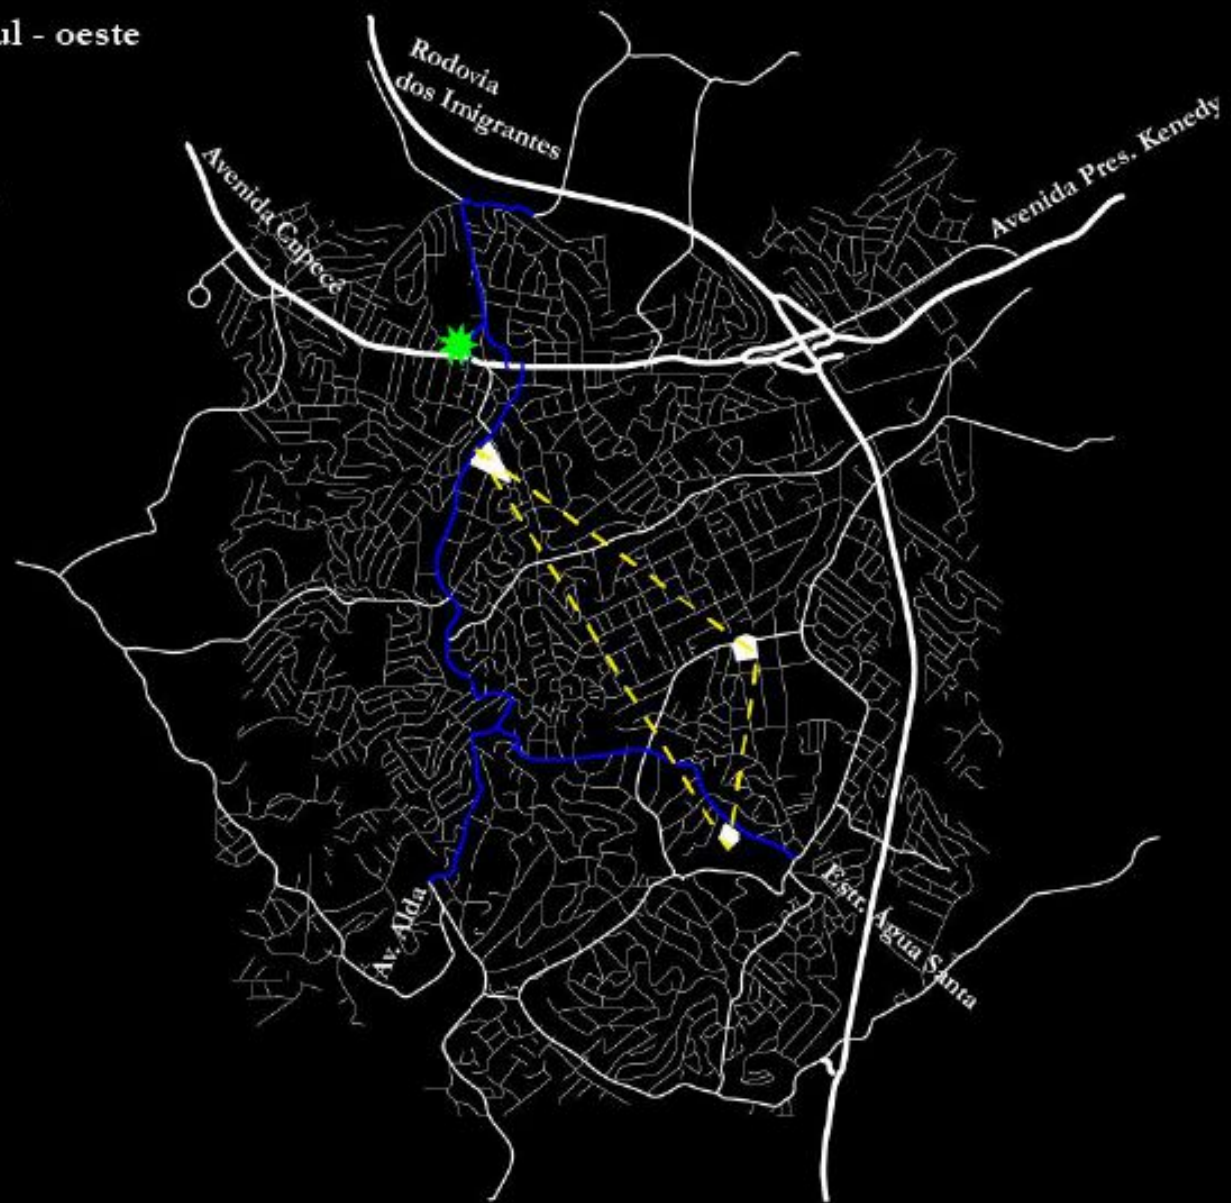 ul - oeste
Rodovia
dos Imigrantes
Avenida Pres. Kenedy
Avenida Cupecê
Estr. Água Santa
Av. Alda